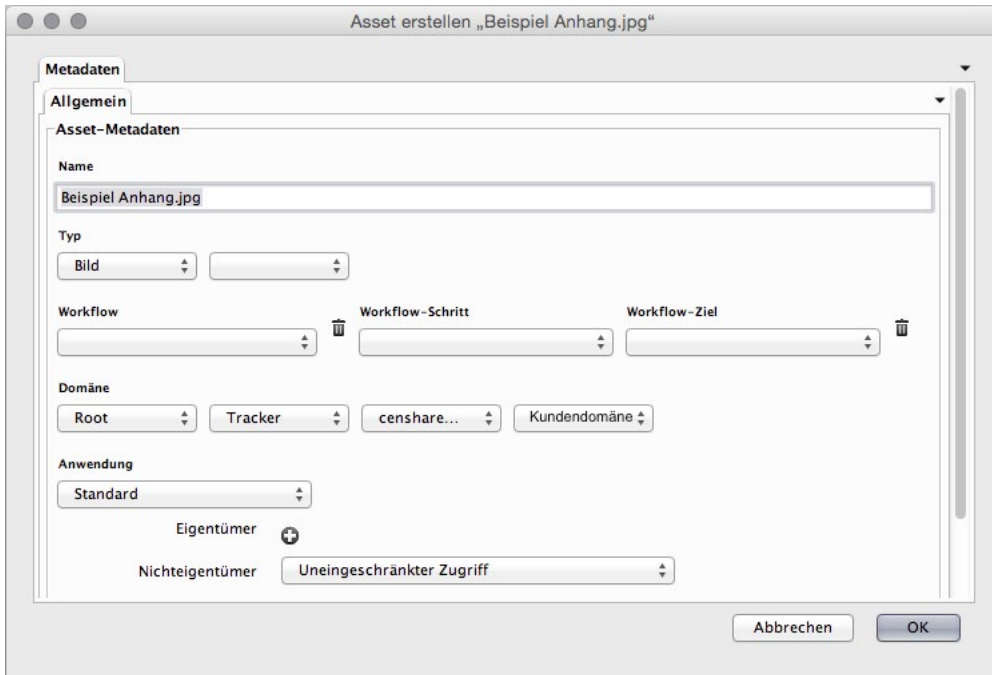 Asset erstellen „Beispiel Anhang.jpg“
Metadaten
Allgemein
Asset-Metadaten
Name
Beispiel Anhang.jpg
Typ
Bild
Workflow Workflow-Schritt Workflow-Ziel
Domäne
Root Tracker censhare... Kundendomäne
Anwendung
Standard
Eigentümer
Nichteigentümer Uneingeschränkter Zugriff
Abbrechen OK